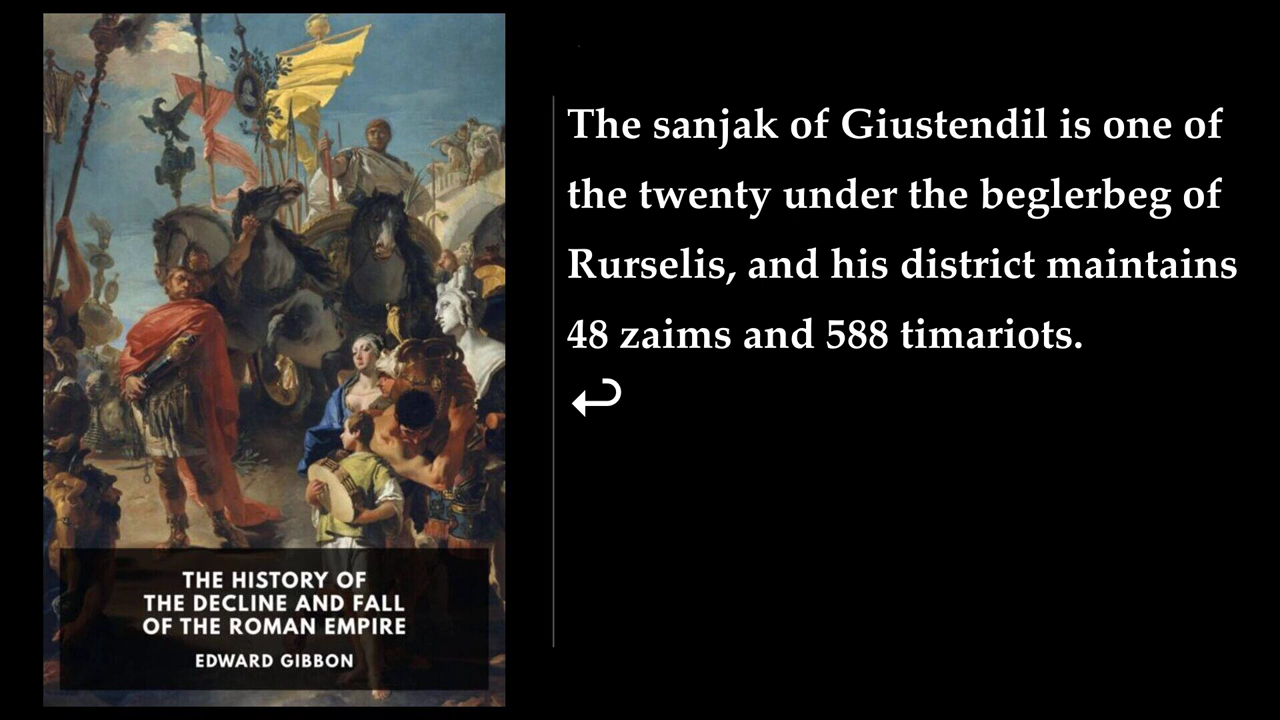 THE HISTORY OF
THE DECLINE AND FALL
OF THE ROMAN EMPIRE
EDWARD GIBBON
The sanjak of Giustendil is one of
the twenty under the beglerbeg of
Rurselis, and his district maintains
48 zaims and 588 timariots.
↩